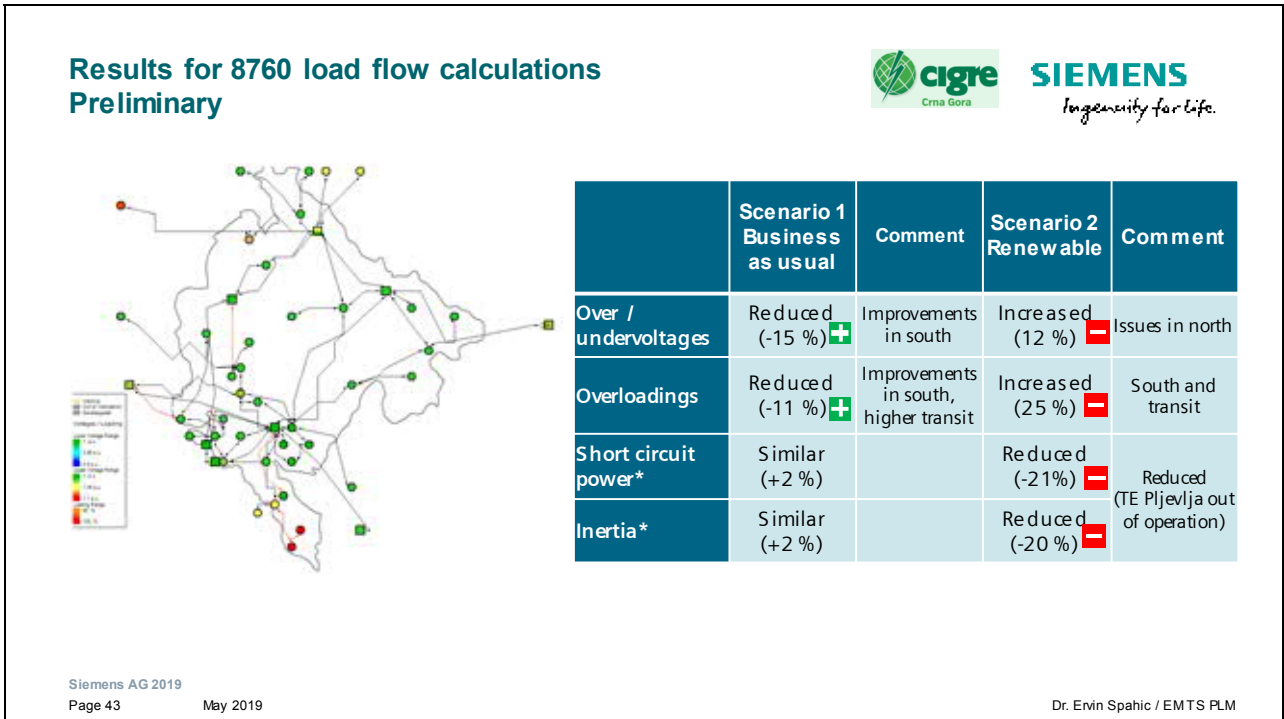 Results for 8760 load flow calculations
Preliminary
cigre
Crna Gora
SIEMENS
Ingenuity for life.
Scenario 1
Business
as usual
Comment
Scenario 2
Renewable
Comment
Over /
undervoltages
Reduced
(-15 %)
Improvements
in south
Increased
(12 %)
Issues in north
Overloadings
Reduced
(-11 %)
Improvements
in south,
higher transit
Increased
(25 %)
South and
transit
Short circuit
power*
Similar
(+2 %)
Reduced
(-21%)
Reduced
(TE Pljevlja out
of operation)
Inertia*
Similar
(+2 %)
Reduced
(-20 %)
Siemens AG 2019
Page 43
May 2019
Dr. Ervin Spahic / EMTS PLM